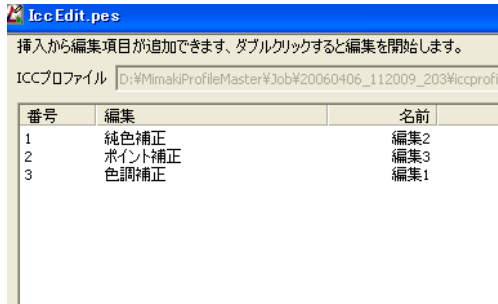 IccEdit.pes
挿入から編集項目が追加できます、ダブルクリックすると編集を開始します。
ICCプロファイル D:¥MimakiProfileMaster¥Job¥20060406_112009_203¥iccprofi
番号 編集 名前
1 純色補正 編集2
2 ポイント補正 編集3
3 色調補正 編集1